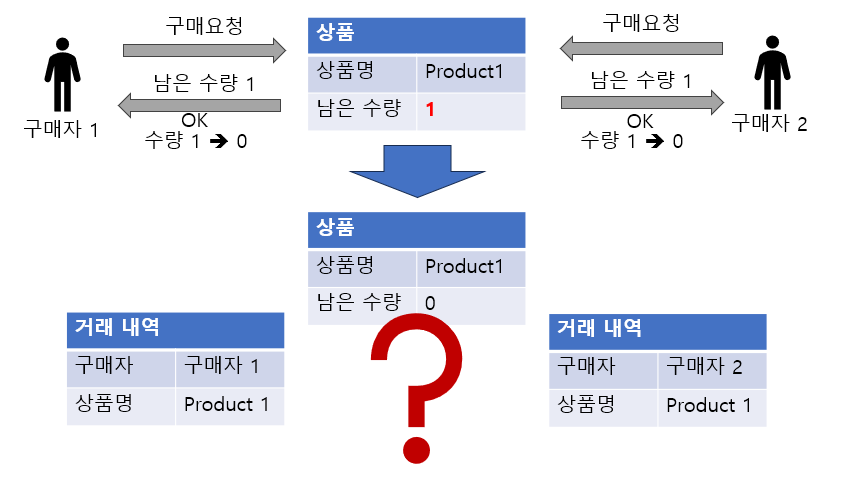 구매요청
남은 수량 1
OK
수량 1 🡺 0
구매자 1
상품
상품명 Product1
남은 수량 1
구매요청
남은 수량 1
OK
수량 1 🡺 0
구매자 2
상품
상품명 Product1
남은 수량 0
거래 내역
구매자 구매자 1
상품명 Product 1
?
거래 내역
구매자 구매자 2
상품명 Product 1